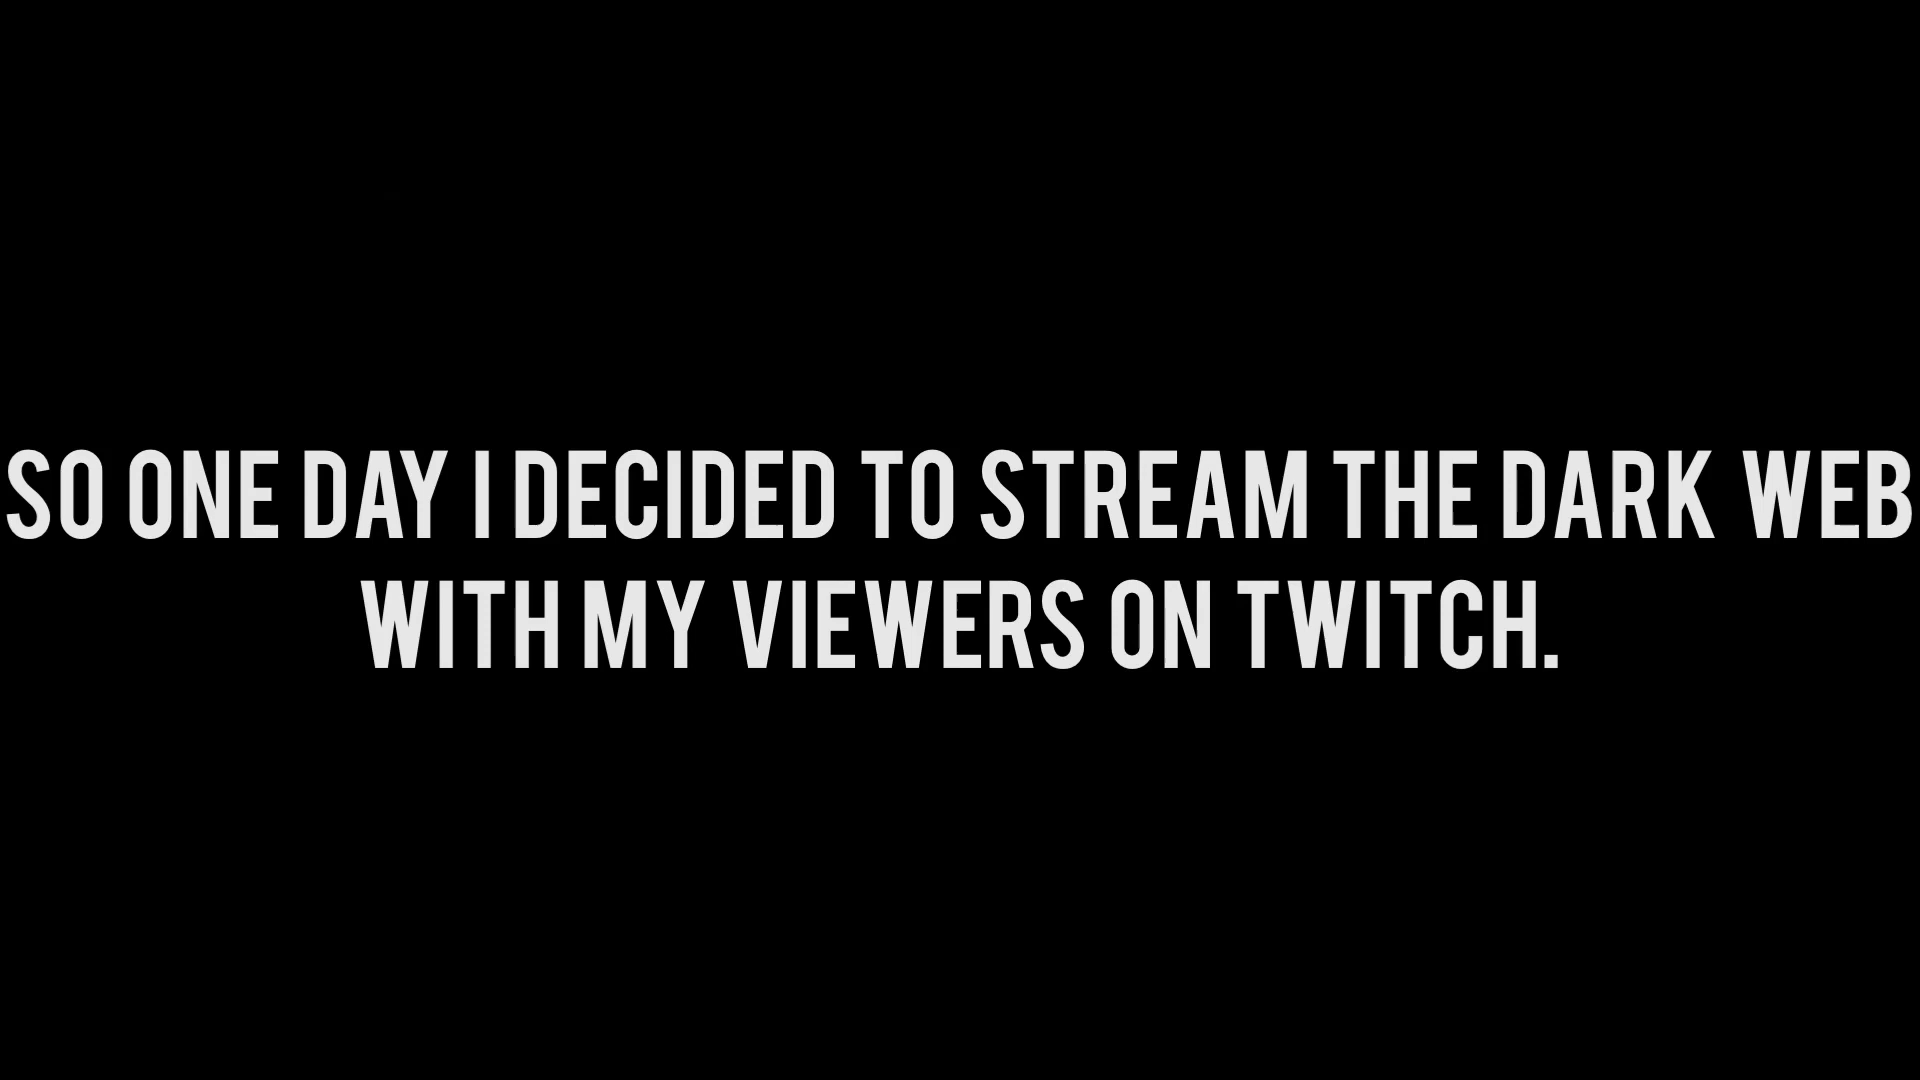 SO ONE DAY I DECIDED TO STREAM THE DARK WEB
WITH MY VIEWERS ON TWITCH.